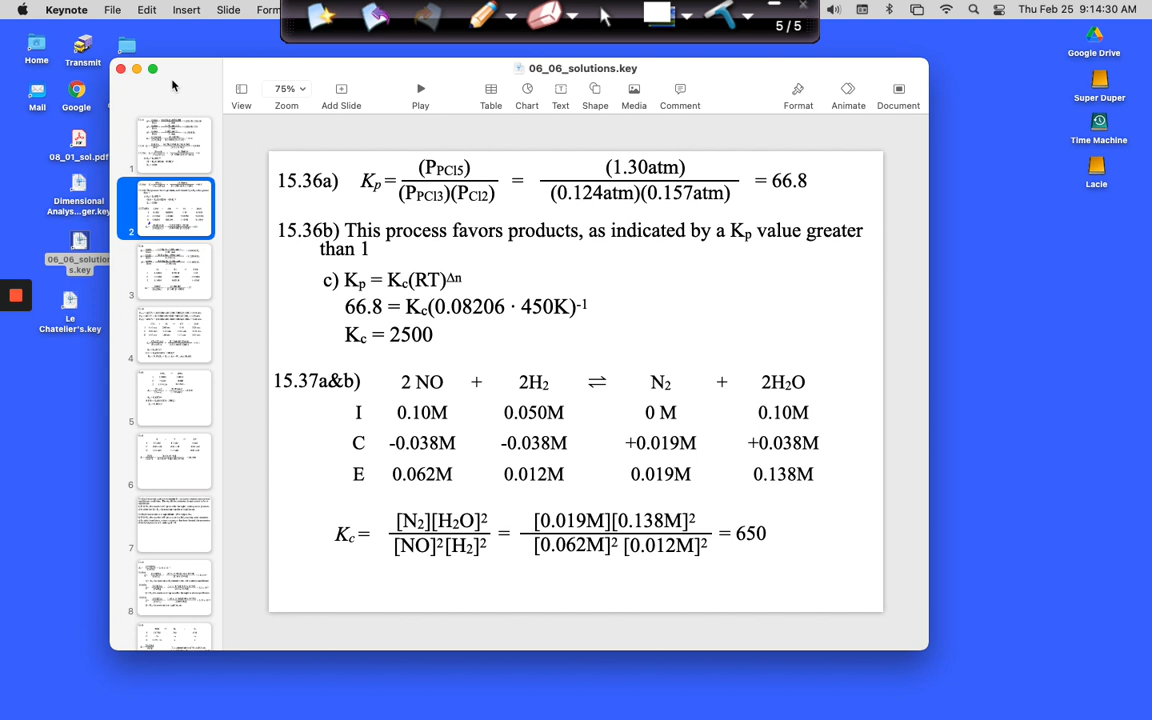 Keynote File Edit Insert Slide Form
5/5
Thu Feb 25 9:14:30 AM
Home
Transmit
Mail
Google
08_01_sol.pdf
Dimensional
Analys...ger.key
06_06_solution
s.key
Le
Chatelier's.key
Google Drive
Super Duper
Time Machine
Lacie
06_06_solutions.key
75%
View Zoom Add Slide Play Table Chart Text Shape Media Comment Format Animate Document
1
2
3
4
5
6
7
8
15.36a) Kp = (PPCl5) / (PPCl3)(PCl2) = (1.30atm) / (0.124atm)(0.157atm) = 66.8
15.36b) This process favors products, as indicated by a Kp value greater
than 1
c) Kp = Kc(RT)Δn
66.8 = Kc(0.08206 · 450K)-1
Kc = 2500
15.37a&b) 2 NO + 2H2 ⇌ N2 + 2H2O
I 0.10M 0.050M 0 M 0.10M
C -0.038M -0.038M +0.019M +0.038M
E 0.062M 0.012M 0.019M 0.138M
Kc = [N2][H2O]2 / [NO]2[H2]2 = [0.019M][0.138M]2 / [0.062M]2 [0.012M]2 = 650